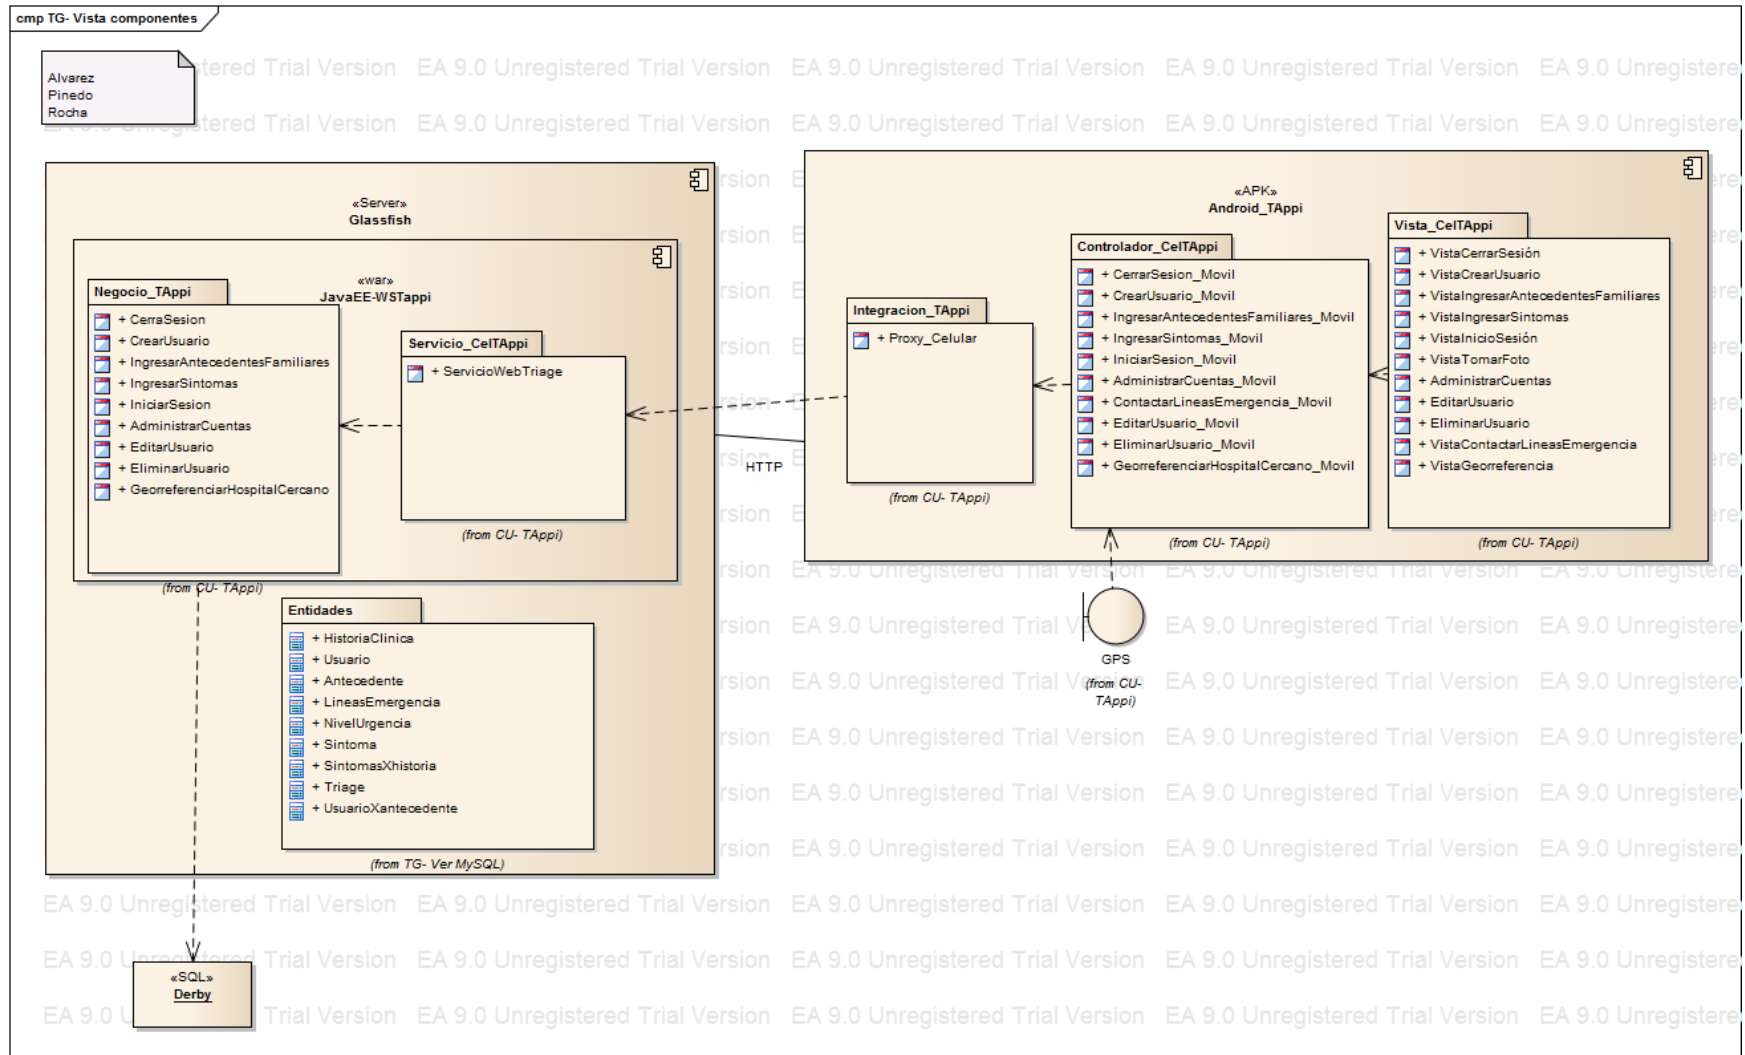 cmp TG- Vista componentes
Alvarez
Pinedo
Rocha
«Server»
Glassfish
«war»
JavaEE-WSTappi
Negocio_TAppi
+ CerraSesion
+ CrearUsuario
+ IngresarAntecedentesFamiliares
+ IngresarSintomas
+ IniciarSesion
+ AdministrarCuentas
+ EditarUsuario
+ EliminarUsuario
+ GeorreferenciarHospitalCercano
(from CU- TAppi)
Servicio_CelTAppi
+ ServicioWebTriage
(from CU- TAppi)
Entidades
+ HistoriaClinica
+ Usuario
+ Antecedente
+ LineasEmergencia
+ NivelUrgencia
+ Sintoma
+ SintomasXhistoria
+ Triage
+ UsuarioXantecedente
(from TG- Ver MySQL)
«SQL»
Derby
HTTP
«APK»
Android_TAppi
Integracion_TAppi
+ Proxy_Celular
(from CU- TAppi)
Controlador_CelTAppi
+ CerrarSesion_Movil
+ CrearUsuario_Movil
+ IngresarAntecedentesFamiliares_Movil
+ IngresarSintomas_Movil
+ IniciarSesion_Movil
+ AdministrarCuentas_Movil
+ ContactarLineasEmergencia_Movil
+ EditarUsuario_Movil
+ EliminarUsuario_Movil
+ GeorreferenciarHospitalCercano_Movil
(from CU- TAppi)
Vista_CelTAppi
+ VistaCerrarSesión
+ VistaCrearUsuario
+ VistaIngresarAntecedentesFamiliares
+ VistaIngresarSintomas
+ VistaInicioSesión
+ VistaTomarFoto
+ AdministrarCuentas
+ EditarUsuario
+ EliminarUsuario
+ VistaContactarLineasEmergencia
+ VistaGeorreferencia
(from CU- TAppi)
GPS
(from CU-
TAppi)
EA 9.0 Unregistered Trial Version